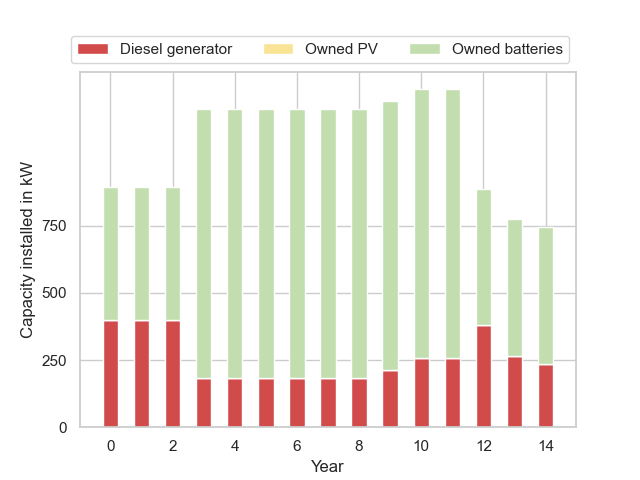 Diesel generator Owned PV Owned batteries
Capacity installed in kW
750
500
250
0
0 2 4 6 8 10 12 14
Year